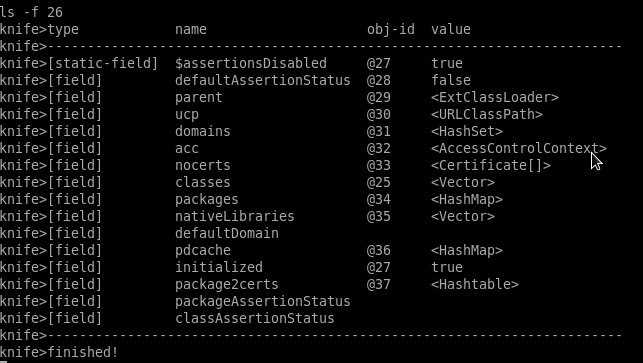 ls -f 26
knife>type            name                    obj-id  value
knife>------------------------------------------------------------------------
knife>[static-field]  $assertionsDisabled     @27     true
knife>[field]         defaultAssertionStatus  @28     false
knife>[field]         parent                  @29     <ExtClassLoader>
knife>[field]         ucp                     @30     <URLClassPath>
knife>[field]         domains                 @31     <HashSet>
knife>[field]         acc                     @32     <AccessControlContext>
knife>[field]         nocerts                 @33     <Certificate[]>
knife>[field]         classes                 @25     <Vector>
knife>[field]         packages                @34     <HashMap>
knife>[field]         nativeLibraries         @35     <Vector>
knife>[field]         defaultDomain
knife>[field]         pdcache                 @36     <HashMap>
knife>[field]         initialized             @27     true
knife>[field]         package2certs           @37     <Hashtable>
knife>[field]         packageAssertionStatus
knife>[field]         classAssertionStatus
knife>------------------------------------------------------------------------
knife>finished!